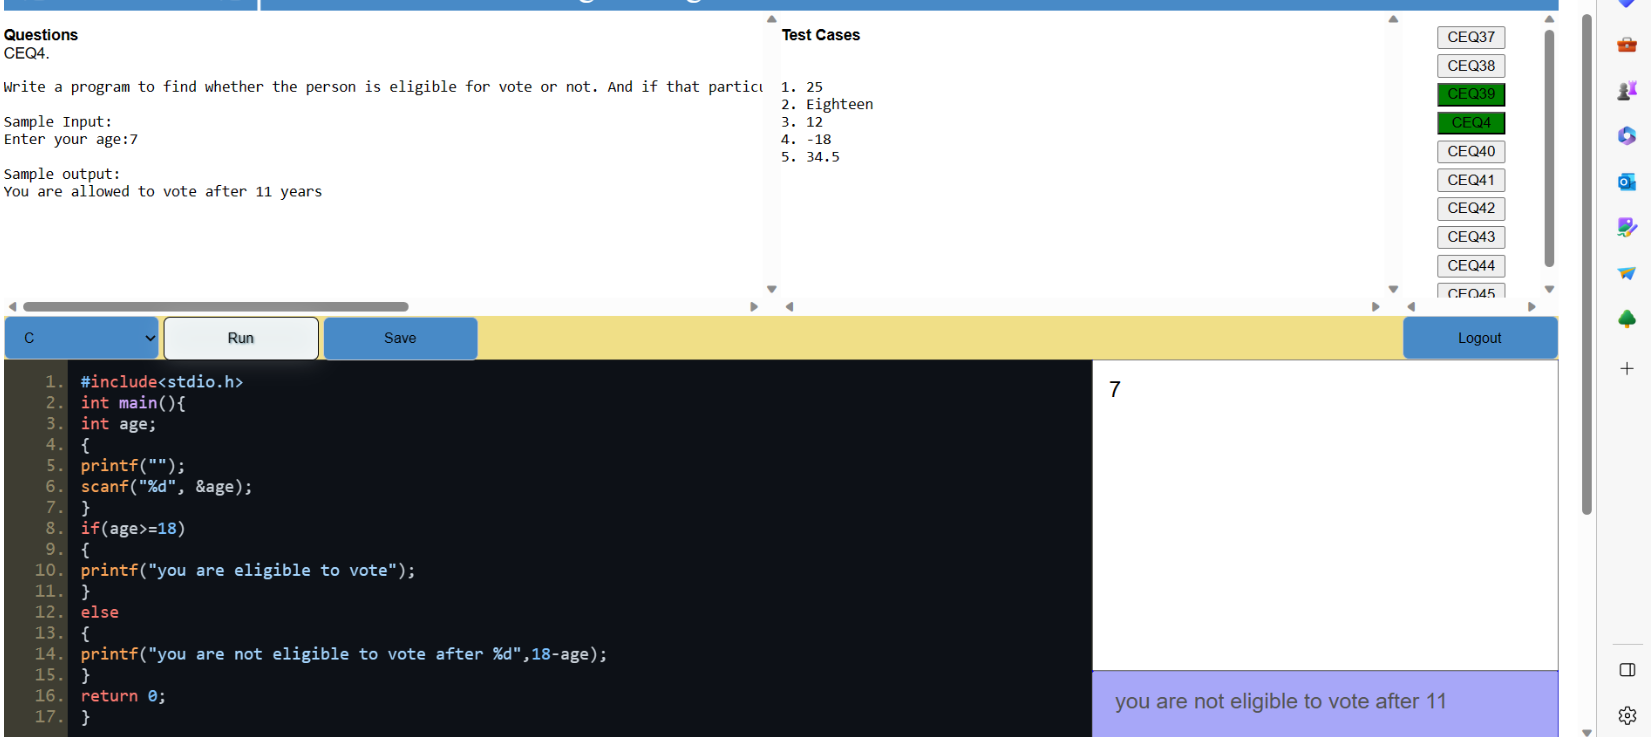 Questions
CEQ4.
Write a program to find whether the person is eligible for vote or not. And if that particu
Sample Input:
Enter your age:7
Sample output:
You are allowed to vote after 11 years
Test Cases
1. 25
2. Eighteen
3. 12
4. -18
5. 34.5
CEQ37
CEQ38
CEQ39
CEQ4
CEQ40
CEQ41
CEQ42
CEQ43
CEQ44
CEQ45
C
Run
Save
Logout
1. #include<stdio.h>
2. int main(){
3. int age;
4. {
5. printf("");
6. scanf("%d", &age);
7. }
8. if(age>=18)
9. {
10. printf("you are eligible to vote");
11. }
12. else
13. {
14. printf("you are not eligible to vote after %d",18-age);
15. }
16. return 0;
17. }
7
you are not eligible to vote after 11